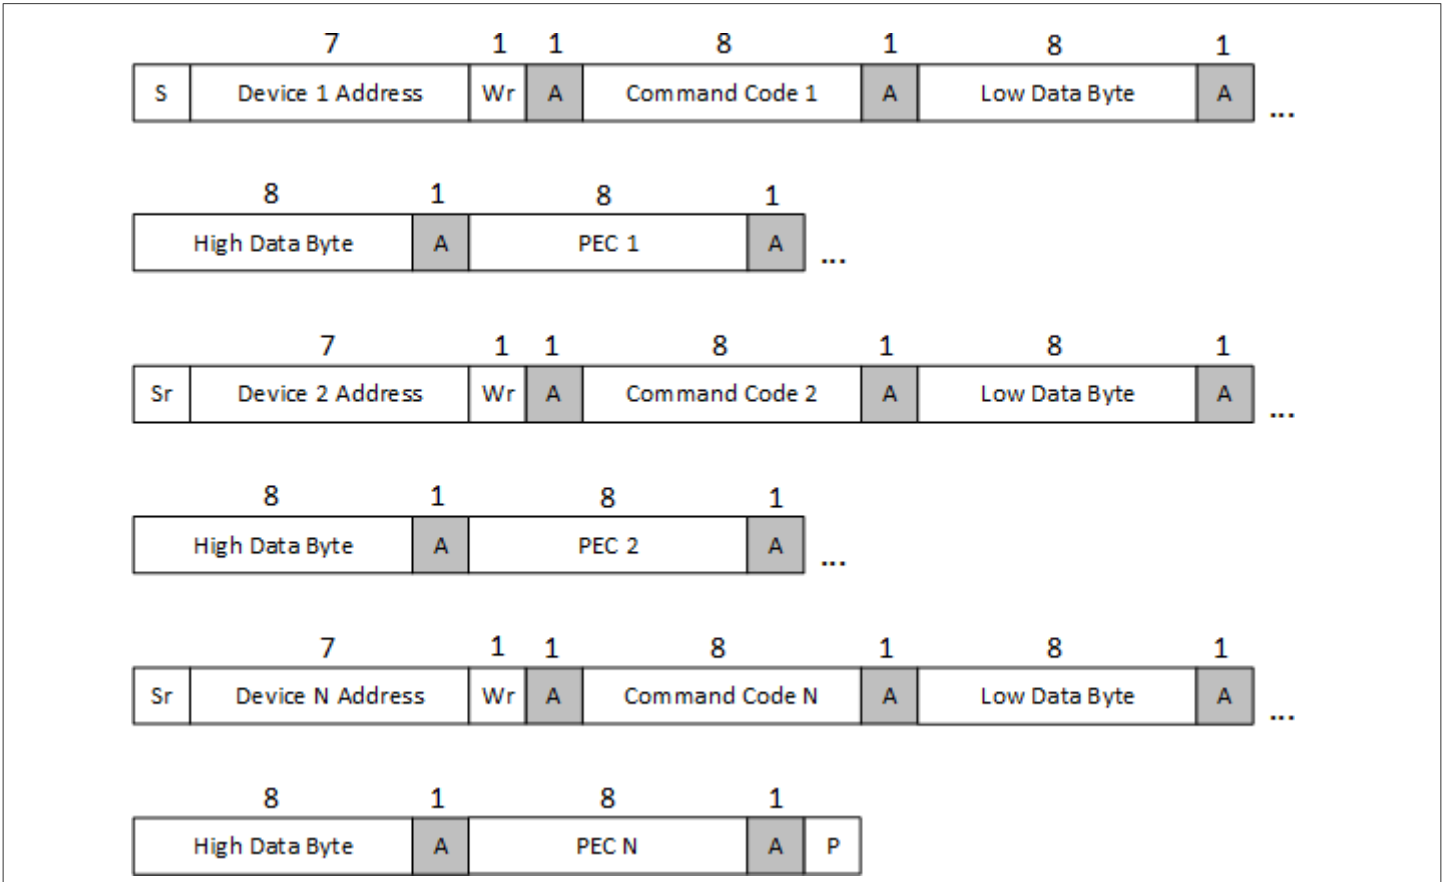 7 1 1 8 1 8 1
S Device 1 Address Wr A Command Code 1 A Low Data Byte A ...
8 1 8 1
High Data Byte A PEC 1 A ...
7 1 1 8 1 8 1
Sr Device 2 Address Wr A Command Code 2 A Low Data Byte A ...
8 1 8 1
High Data Byte A PEC 2 A ...
7 1 1 8 1 8 1
Sr Device N Address Wr A Command Code N A Low Data Byte A ...
8 1 8 1
High Data Byte A PEC N A P